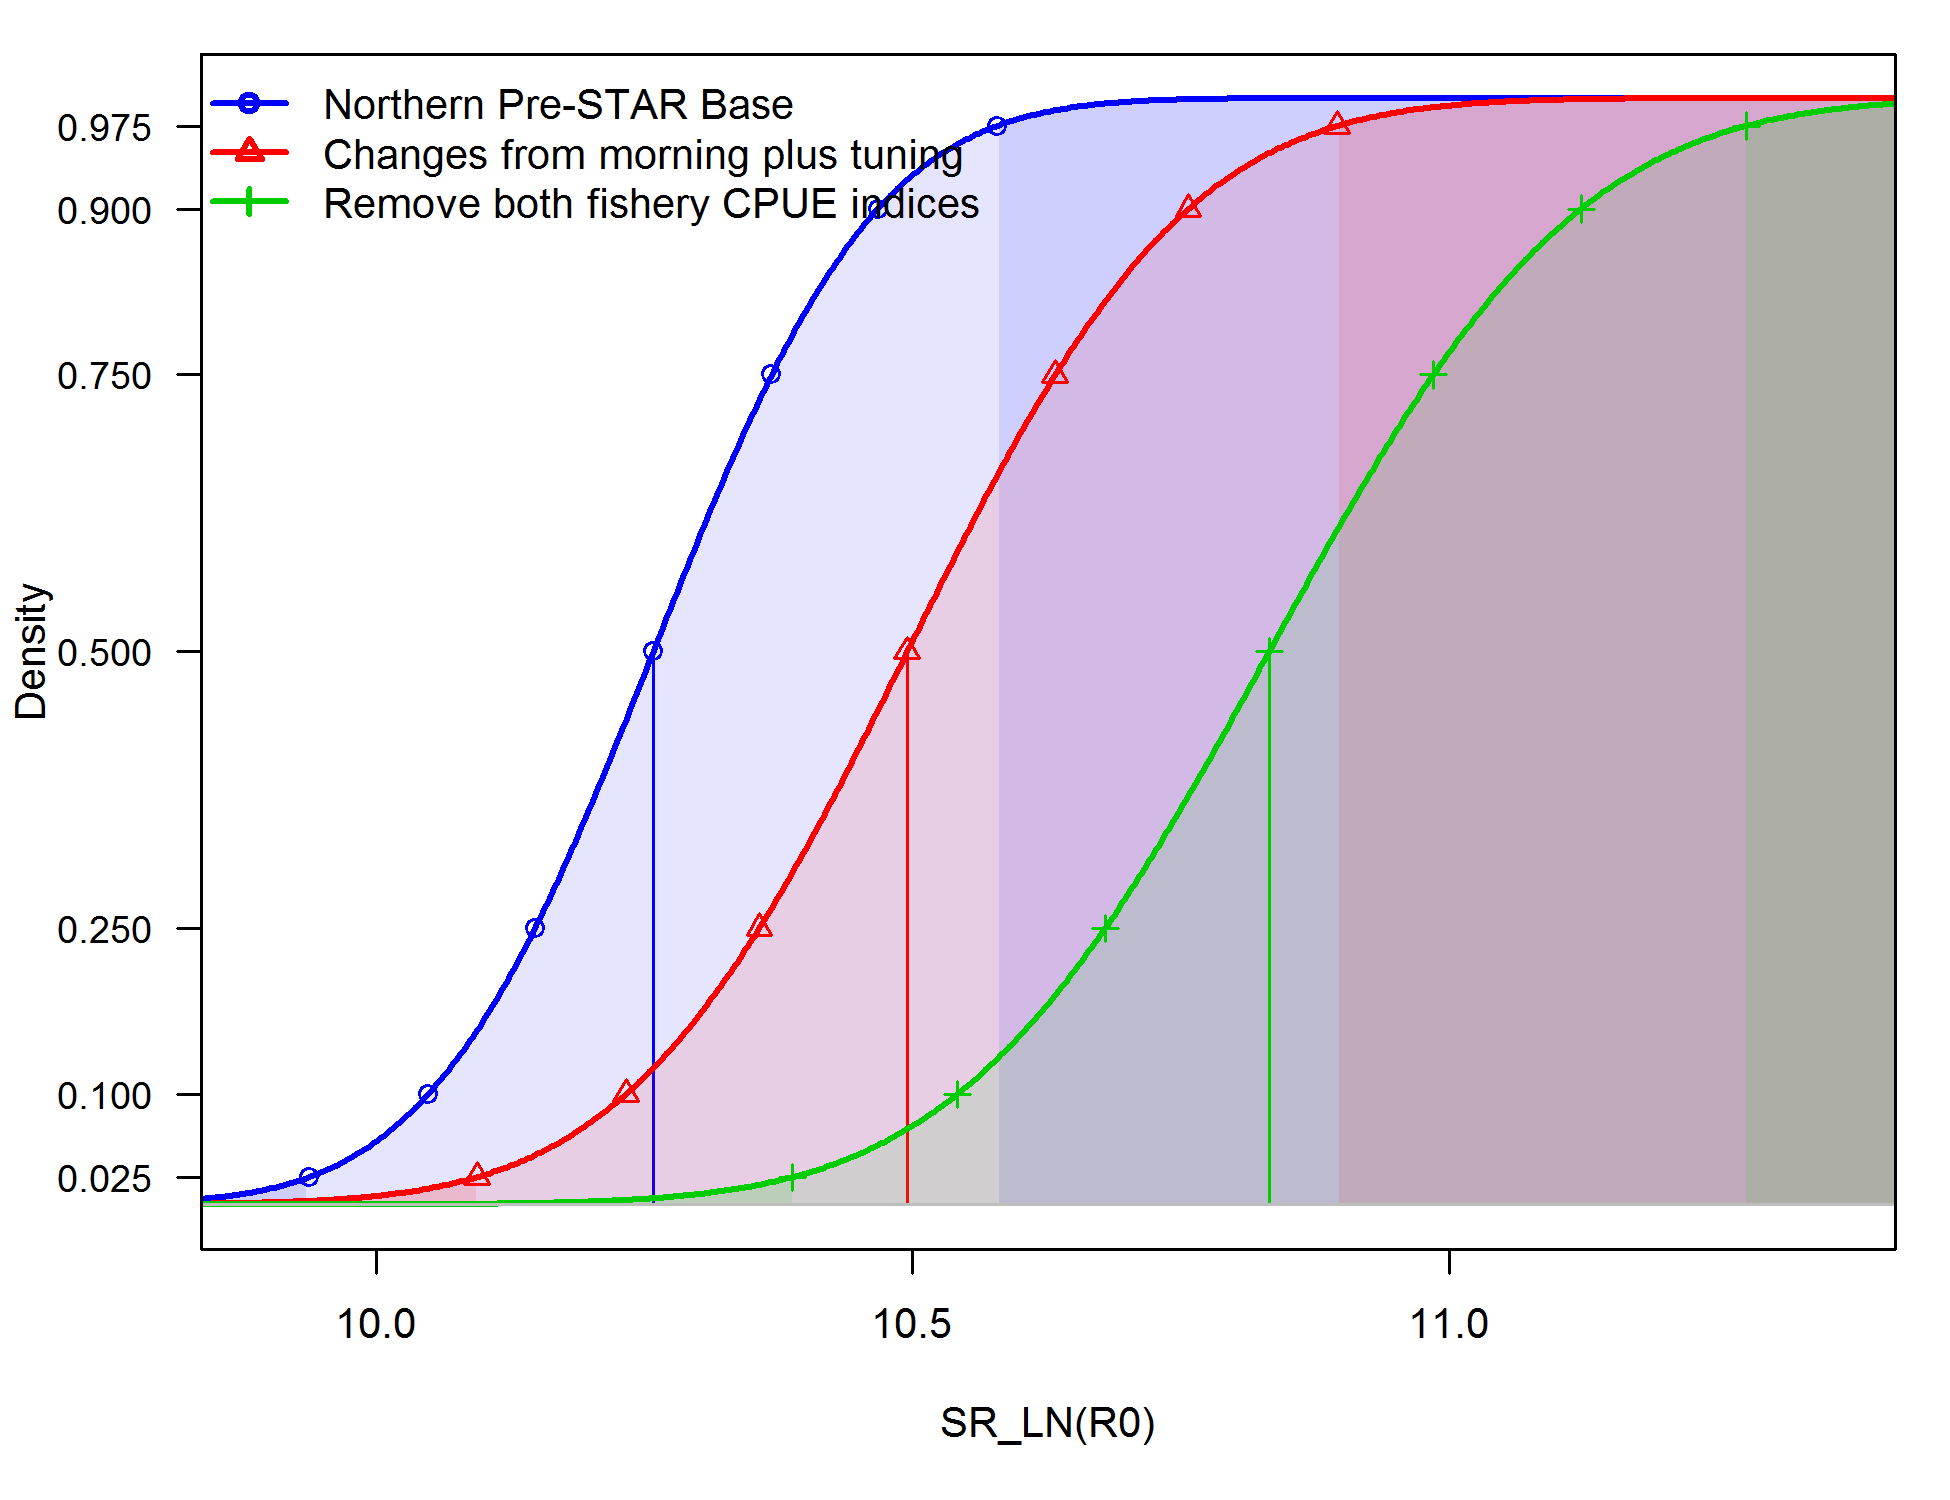 Northern Pre-STAR Base
Changes from morning plus tuning
Remove both fishery CPUE indices
Density
0.975
0.900
0.750
0.500
0.250
0.100
0.025
10.0
10.5
11.0
SR_LN(R0)